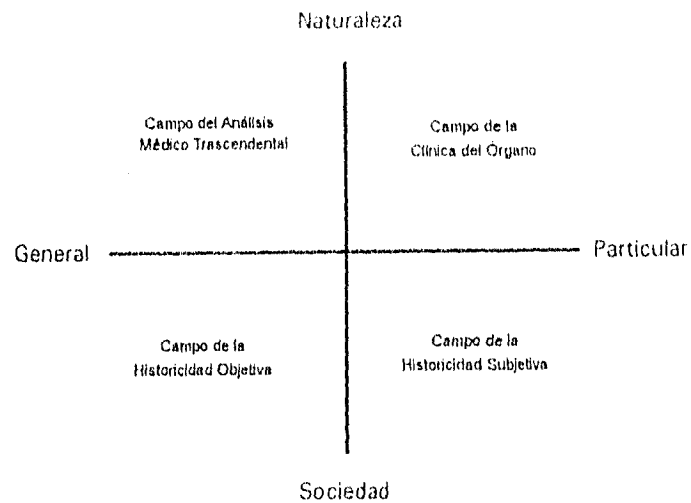 Naturaleza
Campo del Análisis
Médico Trascendental
Campo de la
Clínica del Órgano
General
Particular
Campo de la
Historicidad Objetiva
Campo de la
Historicidad Subjetiva
Sociedad